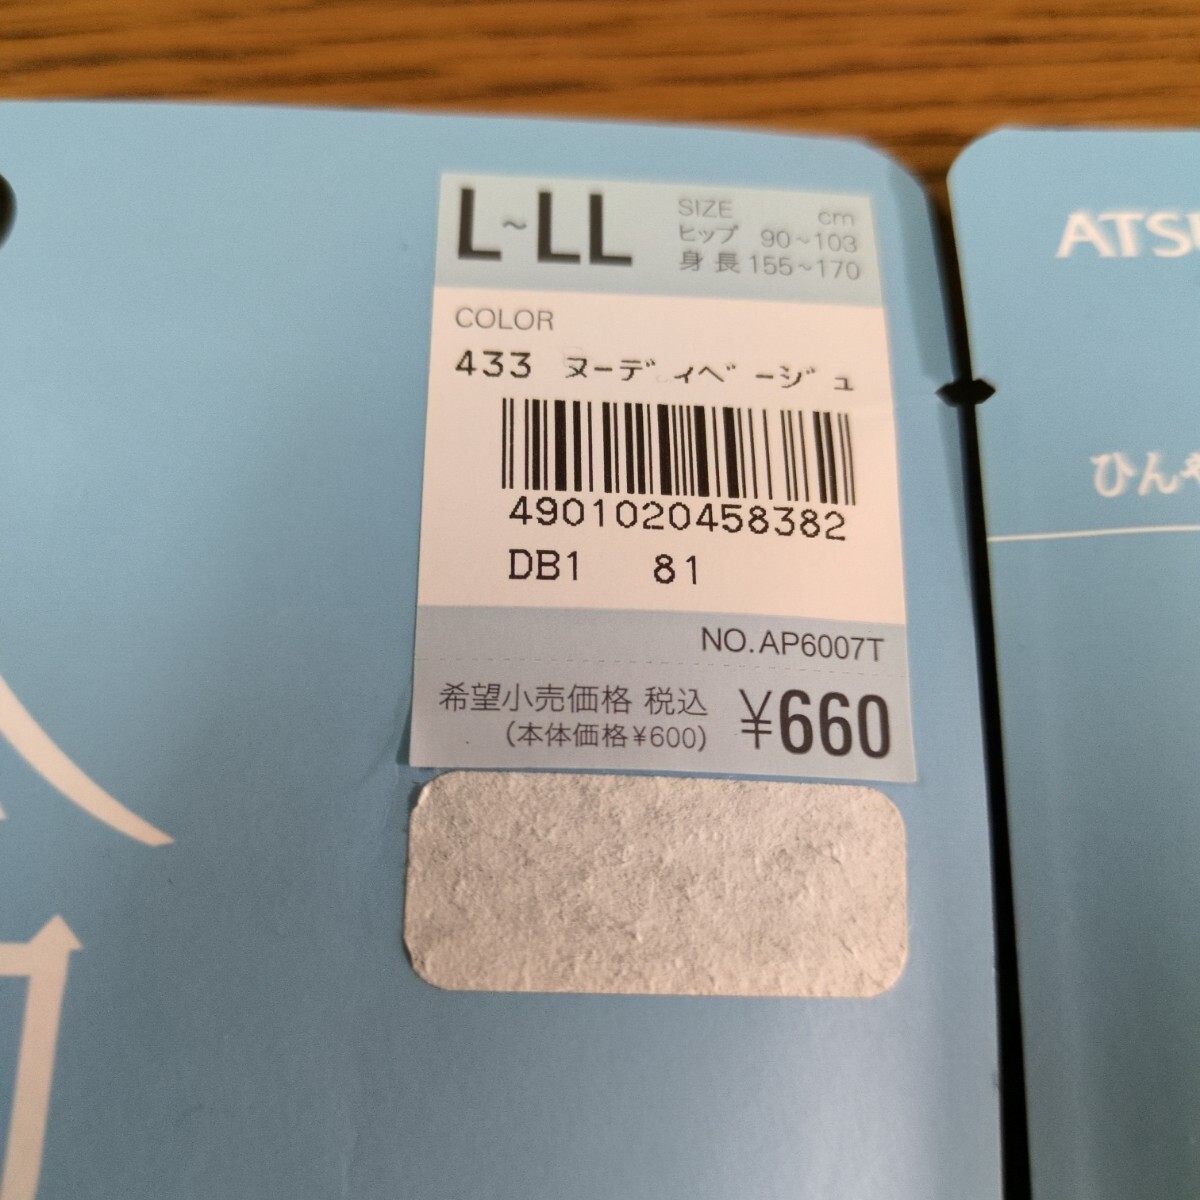 L~LL
SIZE cm
ヒップ 90~103
身長 155~170
COLOR
433 ヌーディベージュ
4901020458382
DB1 81
NO.AP6007T
希望小売価格 税込 ¥660
(本体価格¥600)
ATS
ひん